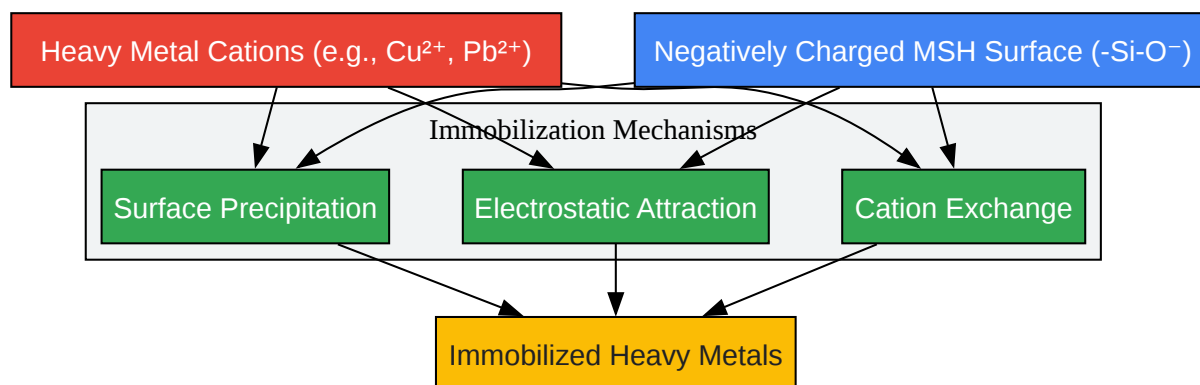 Heavy Metal Cations (e.g., Cu²⁺, Pb²⁺)
Negatively Charged MSH Surface (-Si-O⁻)
Immobilization Mechanisms
Surface Precipitation
Electrostatic Attraction
Cation Exchange
Immobilized Heavy Metals